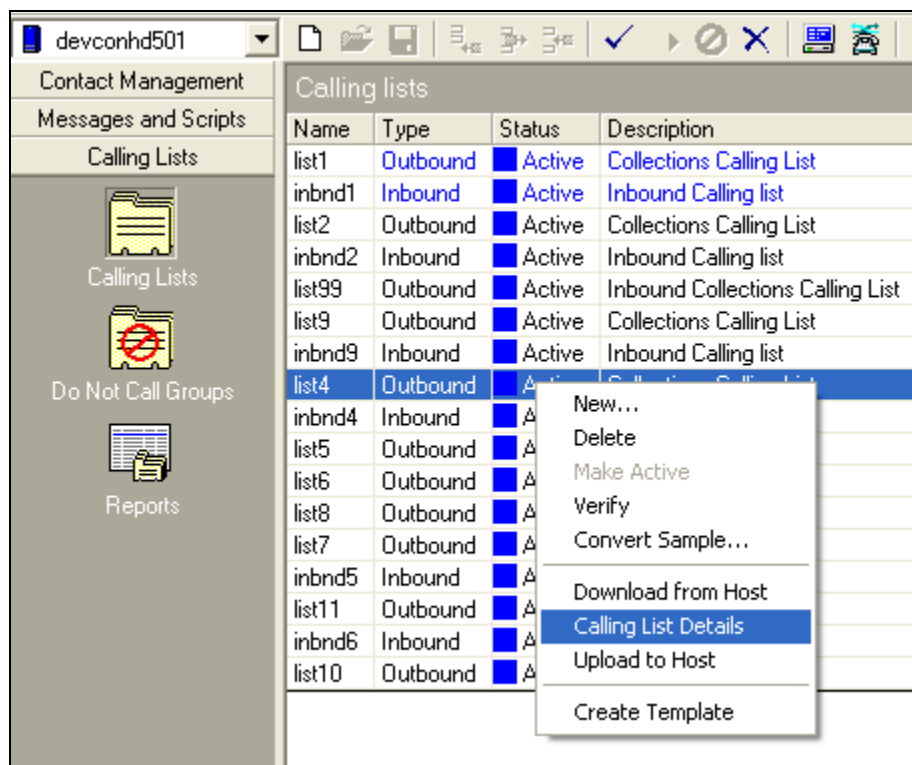 devconhd501
Contact Management
Messages and Scripts
Calling Lists
Calling Lists
Do Not Call Groups
Reports
Calling lists
Name Type Status Description
list1 Outbound Active Collections Calling List
inbnd1 Inbound Active Inbound Calling list
list2 Outbound Active Collections Calling List
inbnd2 Inbound Active Inbound Calling list
list99 Outbound Active Inbound Collections Calling List
list9 Outbound Active Collections Calling List
inbnd9 Inbound Active Inbound Calling list
list4 Outbound
inbnd4 Inbound A
list5 Outbound A
list6 Outbound A
list8 Outbound A
list7 Outbound A
inbnd5 Inbound A
list11 Outbound A
inbnd6 Inbound A
list10 Outbound A
New...
Delete
Make Active
Verify
Convert Sample...
Download from Host
Calling List Details
Upload to Host
Create Template